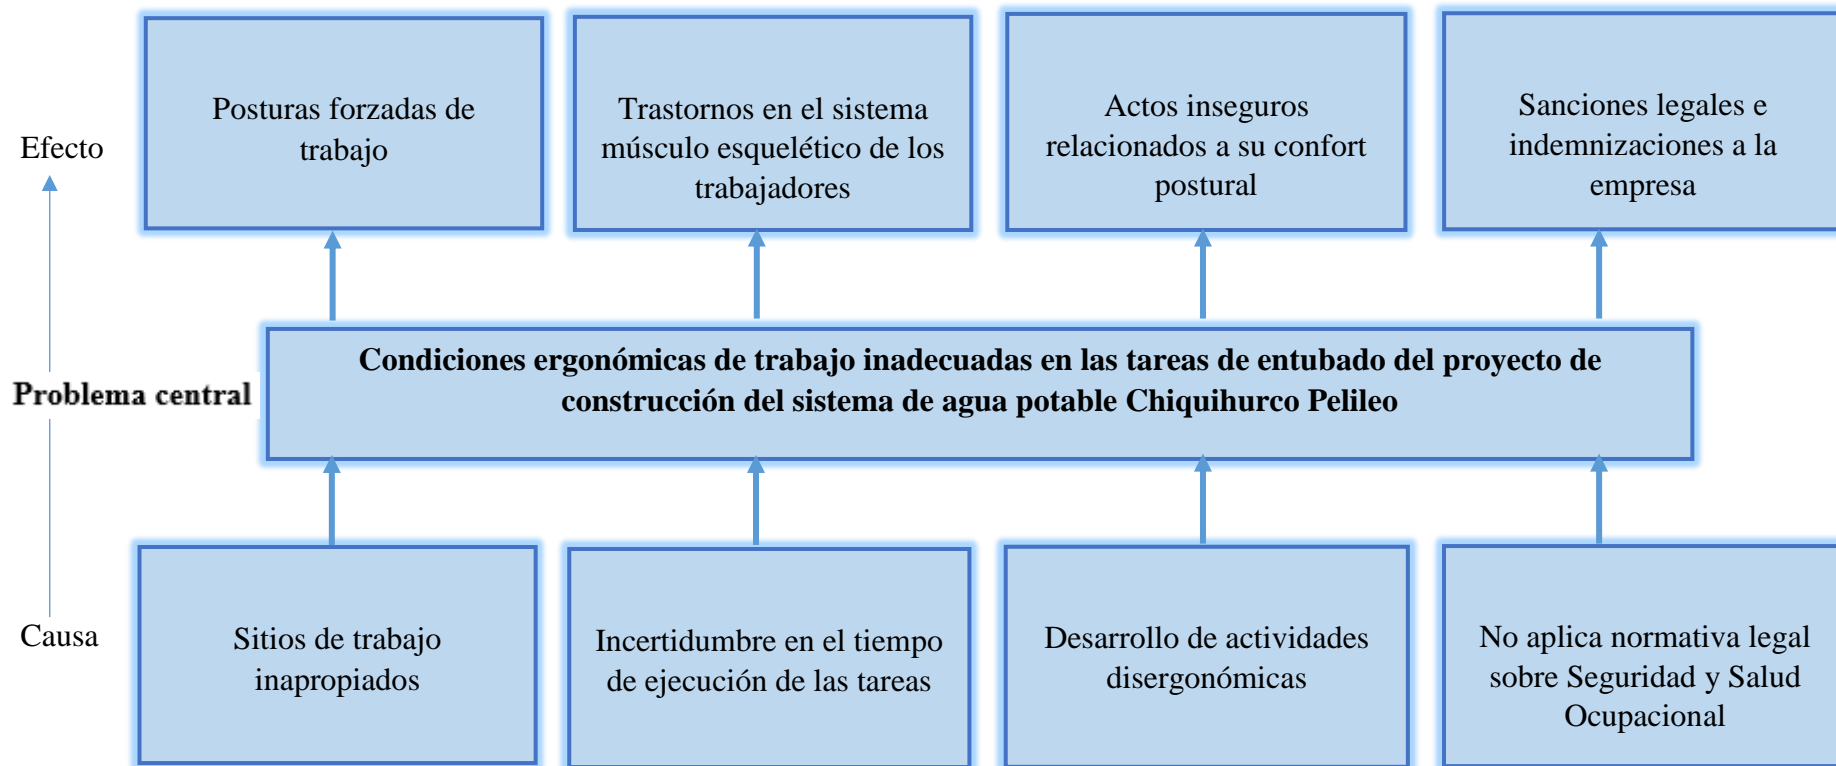 Posturas forzadas de
trabajo
Trastornos en el sistema
músculo esquelético de los
trabajadores
Actos inseguros
relacionados a su confort
postural
Sanciones legales e
indemnizaciones a la
empresa
Efecto
Condiciones ergonómicas de trabajo inadecuadas en las tareas de entubado del proyecto de
construcción del sistema de agua potable Chiquihurco Pelileo
Problema central
Causa
Sitios de trabajo
inapropiados
Incertidumbre en el tiempo
de ejecución de las tareas
Desarrollo de actividades
disergonómicas
No aplica normativa legal
sobre Seguridad y Salud
Ocupacional